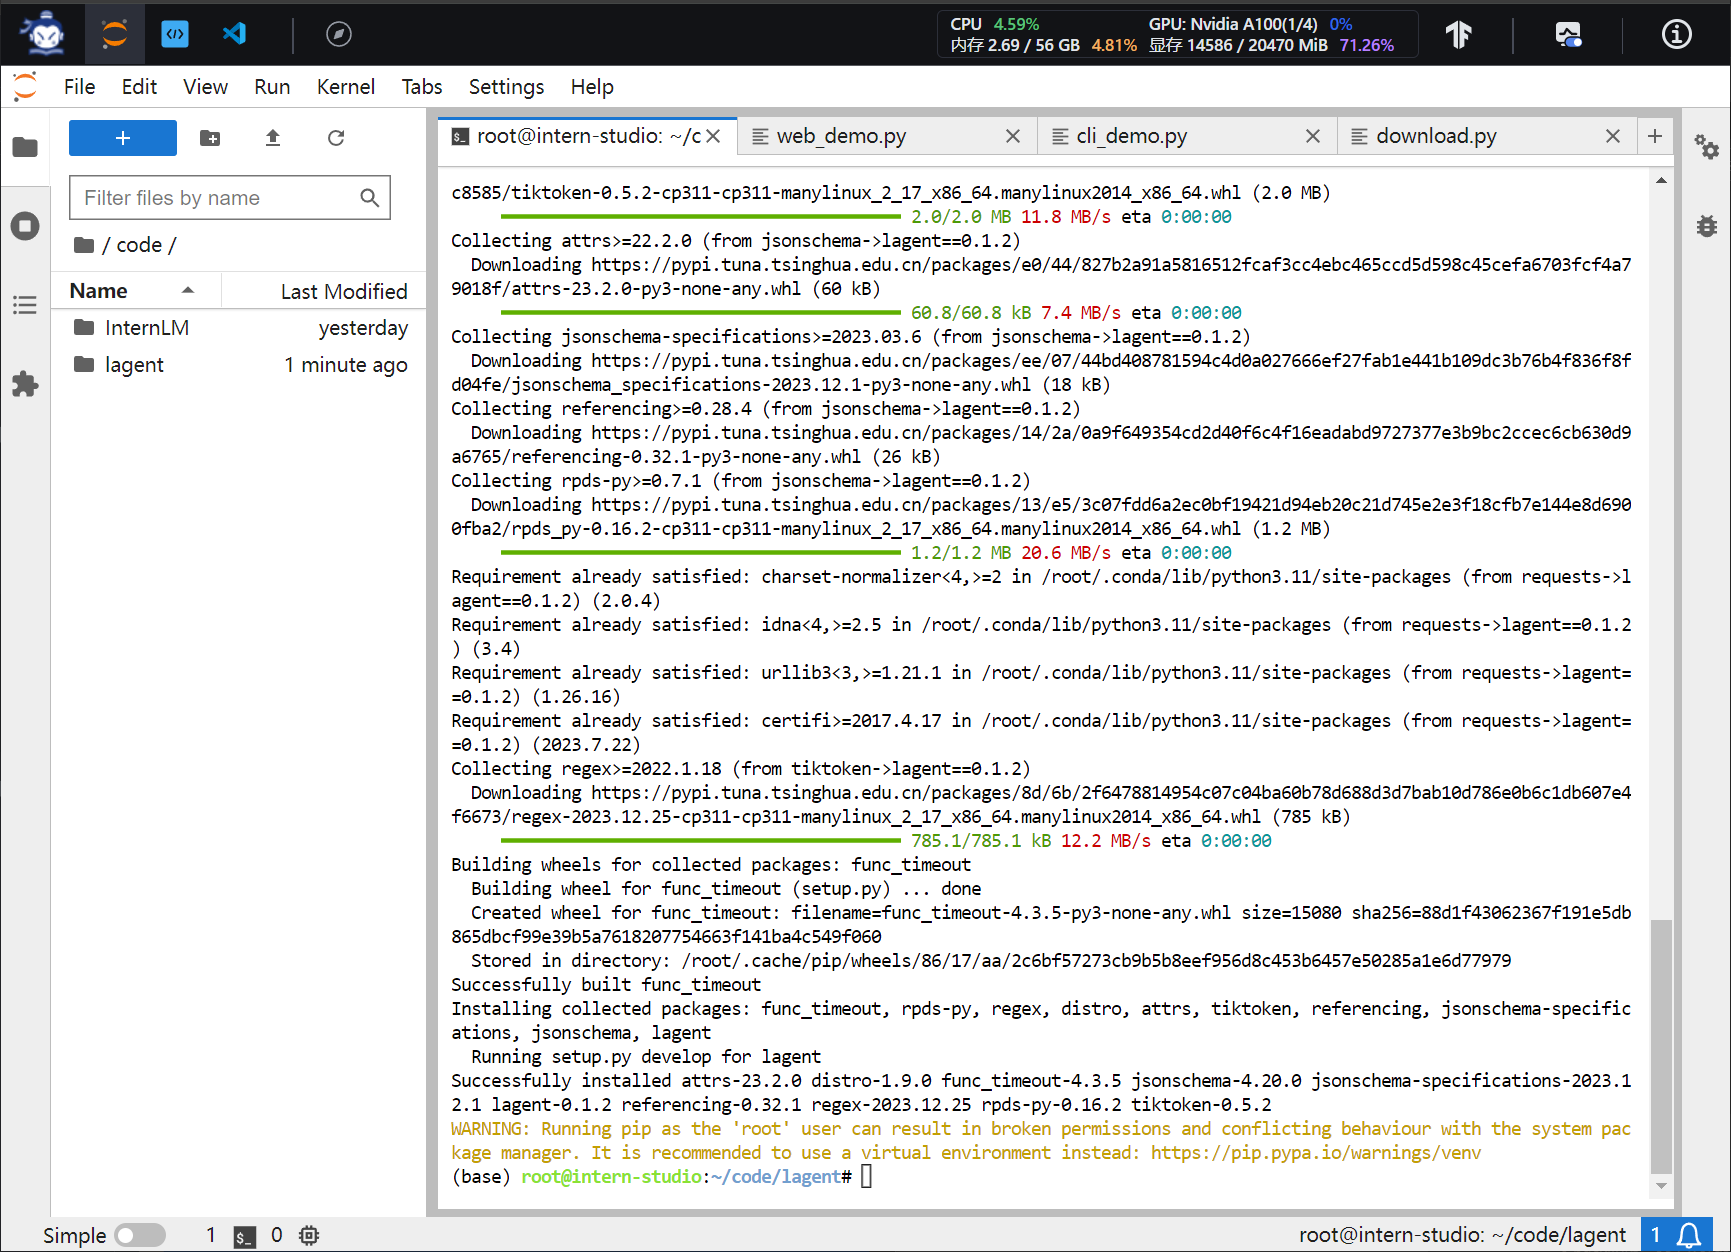 CPU 4.59% GPU: Nvidia A100(1/4) 0%
内存 2.69 / 56 GB 4.81% 显存 14586 / 20470 MiB 71.26%
File Edit View Run Kernel Tabs Settings Help
root@intern-studio: ~/c web_demo.py cli_demo.py download.py
Filter files by name
/ code /
Name Last Modified
InternLM yesterday
lagent 1 minute ago
c8585/tiktoken-0.5.2-cp311-cp311-manylinux_2_17_x86_64.manylinux2014_x86_64.whl (2.0 MB)
2.0/2.0 MB 11.8 MB/s eta 0:00:00
Collecting attrs>=22.2.0 (from jsonschema->lagent==0.1.2)
Downloading https://pypi.tuna.tsinghua.edu.cn/packages/e0/44/827b2a91a5816512fcaf3cc4ebc465ccd5d598c45cefa6703fcf4a7
9018f/attrs-23.2.0-py3-none-any.whl (60 kB)
60.8/60.8 kB 7.4 MB/s eta 0:00:00
Collecting jsonschema-specifications>=2023.03.6 (from jsonschema->lagent==0.1.2)
Downloading https://pypi.tuna.tsinghua.edu.cn/packages/ee/07/44bd408781594c4d0a027666ef27fab1e441b109dc3b76b4f836f8f
d04fe/jsonschema_specifications-2023.12.1-py3-none-any.whl (18 kB)
Collecting referencing>=0.28.4 (from jsonschema->lagent==0.1.2)
Downloading https://pypi.tuna.tsinghua.edu.cn/packages/14/2a/0a9f649354cd2d40f6c4f16eadabd9727377e3b9bc2ccec6cb630d9
a6765/referencing-0.32.1-py3-none-any.whl (26 kB)
Collecting rpds-py>=0.7.1 (from jsonschema->lagent==0.1.2)
Downloading https://pypi.tuna.tsinghua.edu.cn/packages/13/e5/3c07fdd6a2ec0bf19421d94eb20c21d745e2e3f18cfb7e144e8d690
0fba2/rpds_py-0.16.2-cp311-cp311-manylinux_2_17_x86_64.manylinux2014_x86_64.whl (1.2 MB)
1.2/1.2 MB 20.6 MB/s eta 0:00:00
Requirement already satisfied: charset-normalizer<4,>=2 in /root/.conda/lib/python3.11/site-packages (from requests->l
agent==0.1.2) (2.0.4)
Requirement already satisfied: idna<4,>=2.5 in /root/.conda/lib/python3.11/site-packages (from requests->lagent==0.1.2
) (3.4)
Requirement already satisfied: urllib3<3,>=1.21.1 in /root/.conda/lib/python3.11/site-packages (from requests->lagent=
=0.1.2) (1.26.16)
Requirement already satisfied: certifi>=2017.4.17 in /root/.conda/lib/python3.11/site-packages (from requests->lagent=
=0.1.2) (2023.7.22)
Collecting regex>=2022.1.18 (from tiktoken->lagent==0.1.2)
Downloading https://pypi.tuna.tsinghua.edu.cn/packages/8d/6b/2f6478814954c07c04ba60b78d688d3d7bab10d786e0b6c1db607e4
f6673/regex-2023.12.25-cp311-cp311-manylinux_2_17_x86_64.manylinux2014_x86_64.whl (785 kB)
785.1/785.1 kB 12.2 MB/s eta 0:00:00
Building wheels for collected packages: func_timeout
Building wheel for func_timeout (setup.py) ... done
Created wheel for func_timeout: filename=func_timeout-4.3.5-py3-none-any.whl size=15080 sha256=88d1f43062367f191e5db
865dbcf99e39b5a7618207754663f141ba4c549f060
Stored in directory: /root/.cache/pip/wheels/86/17/aa/2c6bf57273cb9b5b8eef956d8c453b6457e50285a1e6d77979
Successfully built func_timeout
Installing collected packages: func_timeout, rpds-py, regex, distro, attrs, tiktoken, referencing, jsonschema-specific
ations, jsonschema, lagent
Running setup.py develop for lagent
Successfully installed attrs-23.2.0 distro-1.9.0 func_timeout-4.3.5 jsonschema-4.20.0 jsonschema-specifications-2023.1
2.1 lagent-0.1.2 referencing-0.32.1 regex-2023.12.25 rpds-py-0.16.2 tiktoken-0.5.2
WARNING: Running pip as the 'root' user can result in broken permissions and conflicting behaviour with the system pac
kage manager. It is recommended to use a virtual environment instead: https://pip.pypa.io/warnings/venv
(base) root@intern-studio:~/code/lagent#
Simple 1 0 root@intern-studio: ~/code/lagent 1